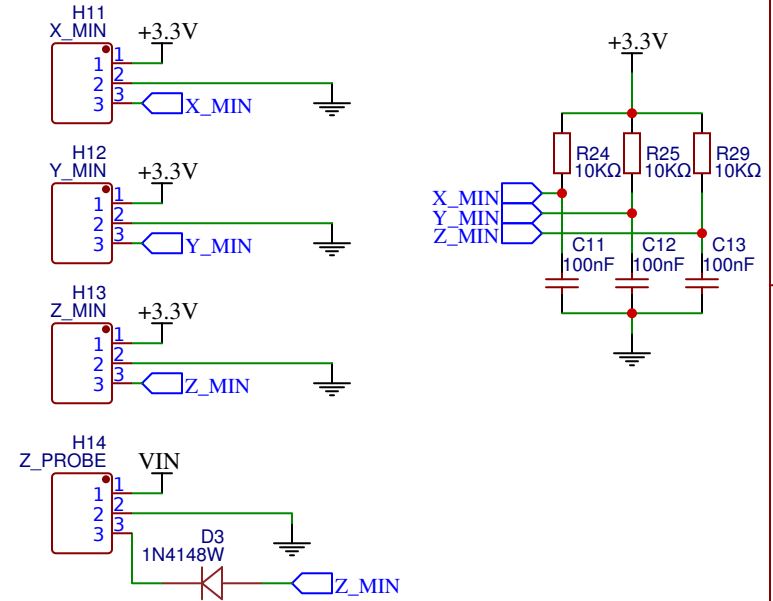 H11
X_MIN
+3.3V
1
2
3
1
2
3
X_MIN
H12
Y_MIN
+3.3V
1
2
3
1
2
3
Y_MIN
H13
Z_MIN
+3.3V
1
2
3
1
2
3
Z_MIN
H14
Z_PROBE
VIN
1
2
3
1
2
3
D3
1N4148W
Z_MIN
+3.3V
R24
10KΩ
R25
10KΩ
R29
10KΩ
X_MIN
Y_MIN
Z_MIN
C11
100nF
C12
100nF
C13
100nF